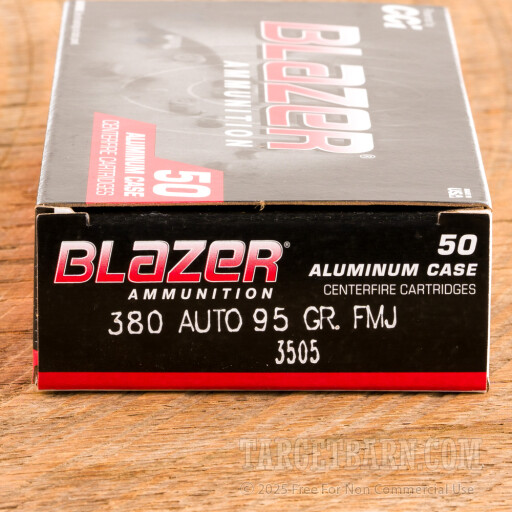 CCI
BLAZER
AMMUNITION
50
ALUMINUM CASE
CENTERFIRE CARTRIDGES
BLAZER®
AMMUNITION
50
ALUMINUM CASE
CENTERFIRE CARTRIDGES
380 AUTO 95 GR. FMJ
3505
TARGETBARN.COM
© 2025 Free For Non Commercial Use